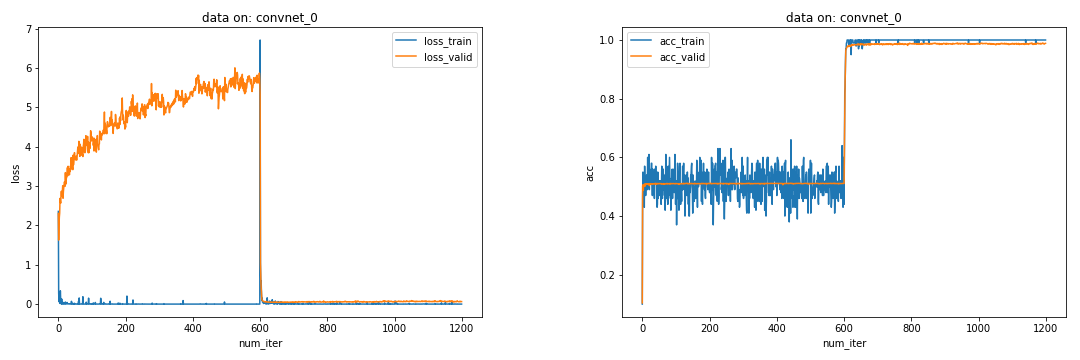 data on: convnet_0
7
6
5
4
3
2
1
0
loss
0
200
400
600
800
1000
1200
num_iter
loss_train
loss_valid
data on: convnet_0
1.0
0.8
0.6
0.4
0.2
acc
0
200
400
600
800
1000
1200
num_iter
acc_train
acc_valid